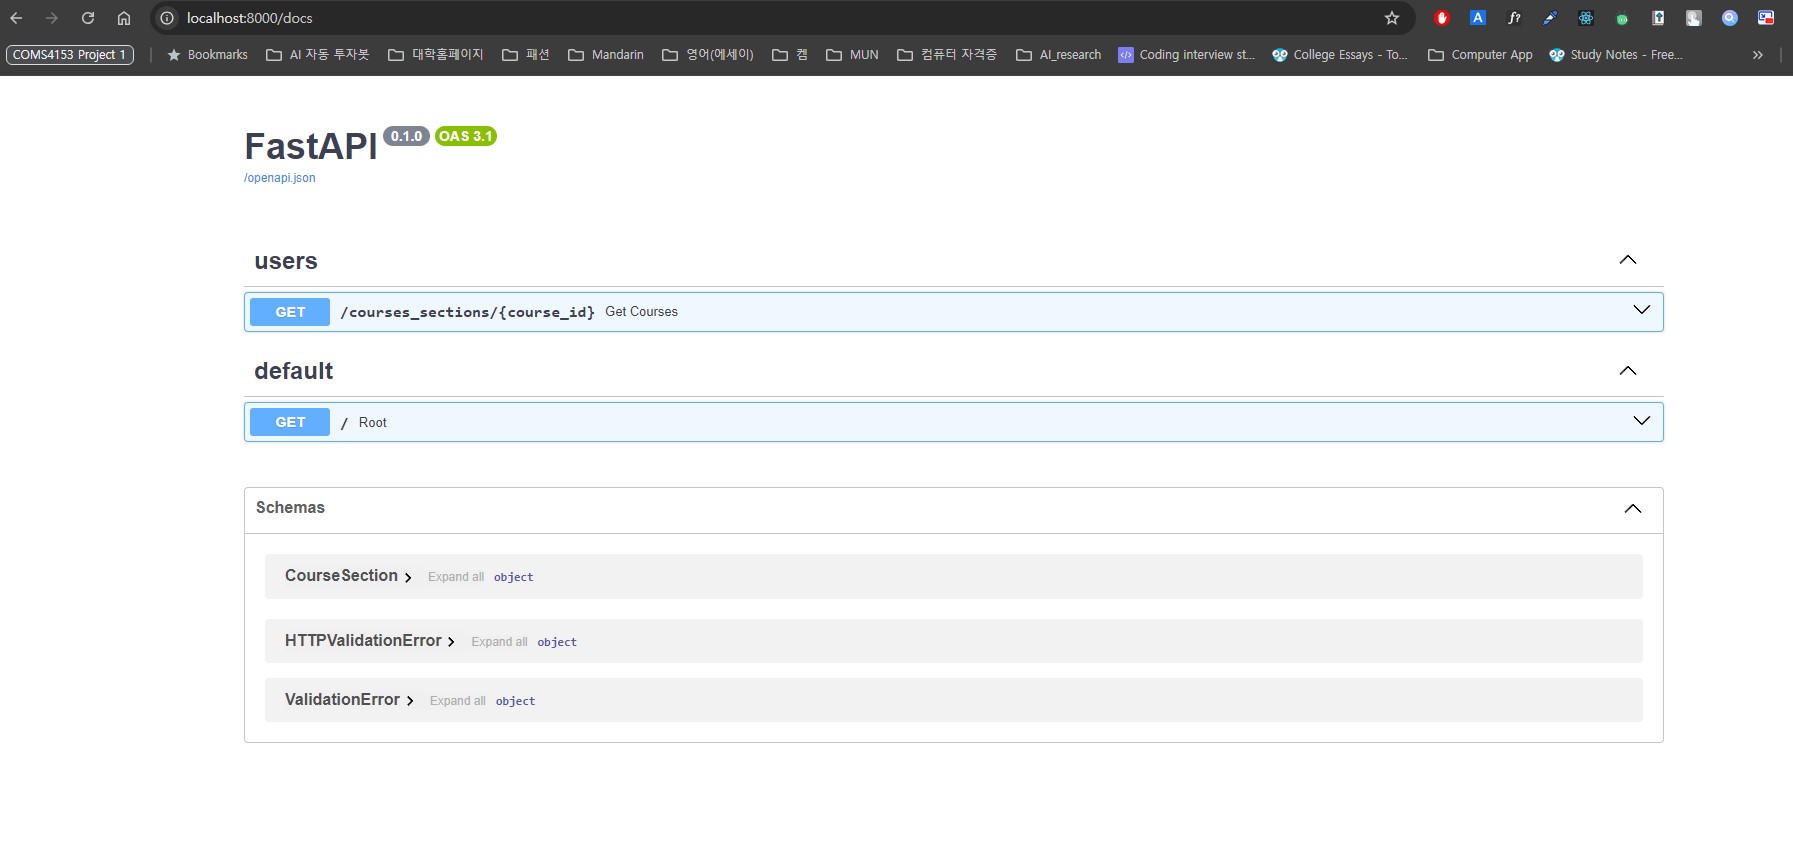 localhost:8000/docs
COMS4153 Project 1 Bookmarks AI 자동 투자봇 대학홈페이지 패션 Mandarin 영어(에세이) 켐 MUN 컴퓨터 자격증 AI_research Coding interview st... College Essays - To... Computer App Study Notes - Free...
FastAPI 0.1.0 OAS 3.1
/openapi.json
users
GET /courses_sections/{course_id} Get Courses
default
GET / Root
Schemas
CourseSection Expand all object
HTTPValidationError Expand all object
ValidationError Expand all object